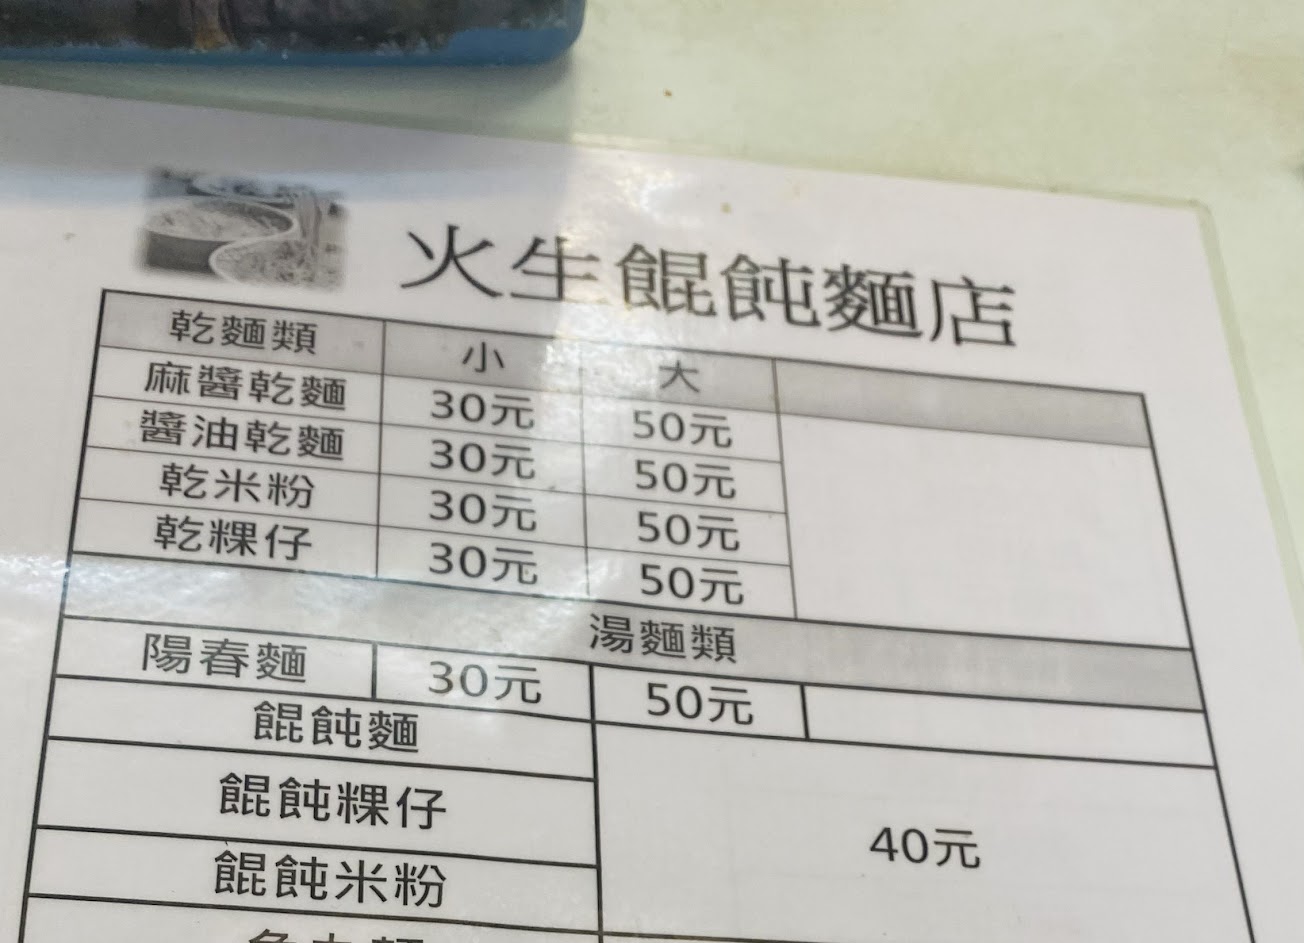 火生餛飩麵店
乾麵類 小 大
麻醬乾麵 30元 50元
醬油乾麵 30元 50元
乾米粉 30元 50元
乾粿仔 30元 50元
湯麵類
陽春麵 30元 50元
餛飩麵
餛飩粿仔
40元
餛飩米粉